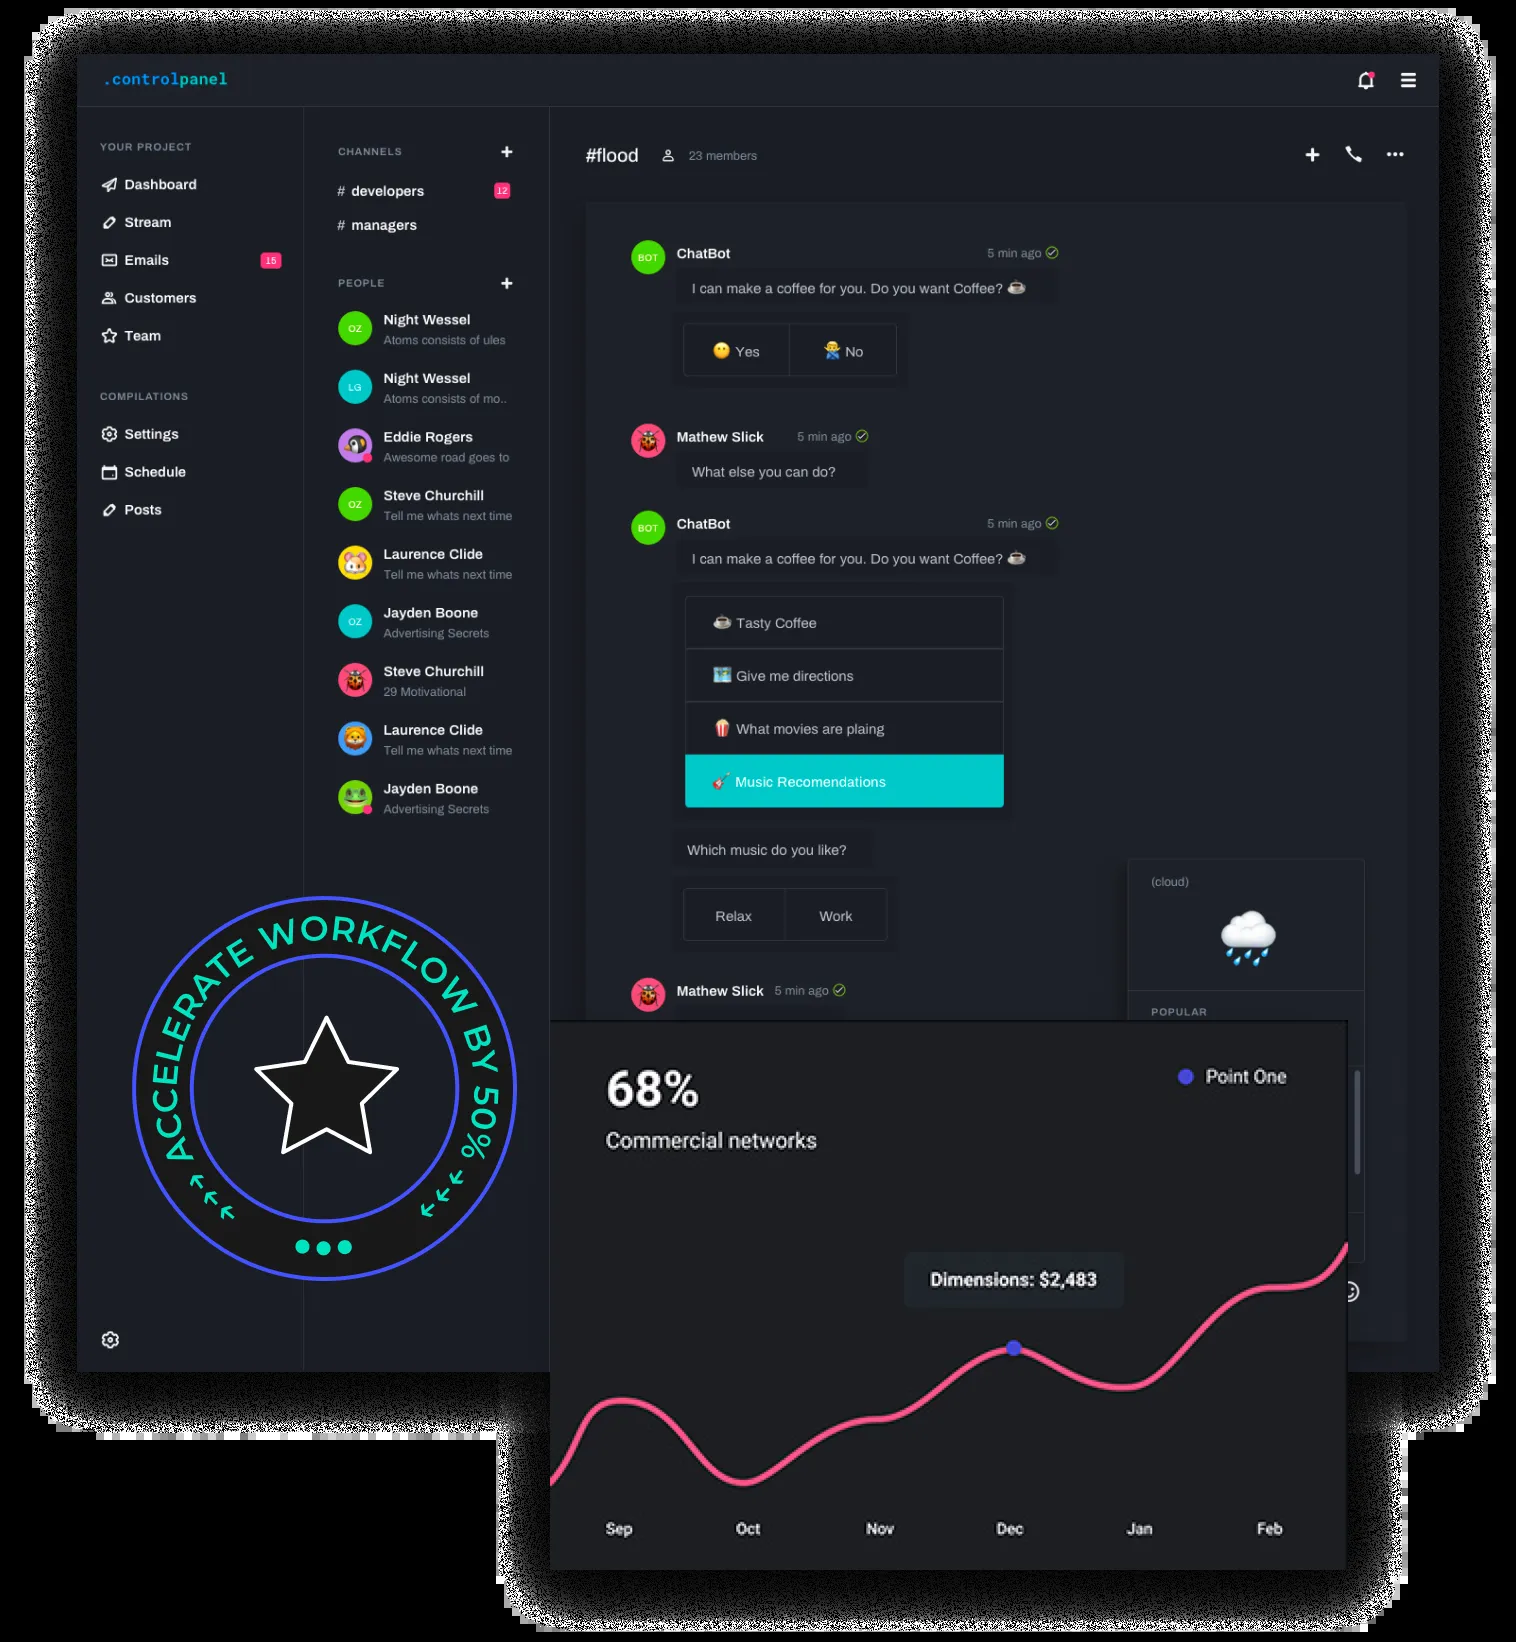 .controlpanel
YOUR PROJECT
Dashboard
Stream
Emails
15
Customers
Team
COMPILATIONS
Settings
Schedule
Posts
CHANNELS
# developers
12
# managers
PEOPLE
OZ
Night Wessel
Atoms consists of ules
LG
Night Wessel
Atoms consists of mo..
Eddie Rogers
Awesome road goes to
OZ
Steve Churchill
Tell me whats next time
Laurence Clide
Tell me whats next time
OZ
Jayden Boone
Advertising Secrets
Steve Churchill
29 Motivational
Laurence Clide
Tell me whats next time
Jayden Boone
Advertising Secrets
#flood
23 members
BOT
ChatBot
5 min ago
I can make a coffee for you. Do you want Coffee? ☕
😶 Yes
🙅‍♂️ No
Mathew Slick
5 min ago
What else you can do?
BOT
ChatBot
5 min ago
I can make a coffee for you. Do you want Coffee? ☕
☕ Tasty Coffee
🗺️ Give me directions
🍿 What movies are plaing
🎸 Music Recomendations
Which music do you like?
Relax
Work
Mathew Slick
5 min ago
(cloud)
POPULAR
ACCELERATE WORKFLOW BY 50%
68%
Commercial networks
Point One
Dimensions: $2,483
Sep
Oct
Nov
Dec
Jan
Feb